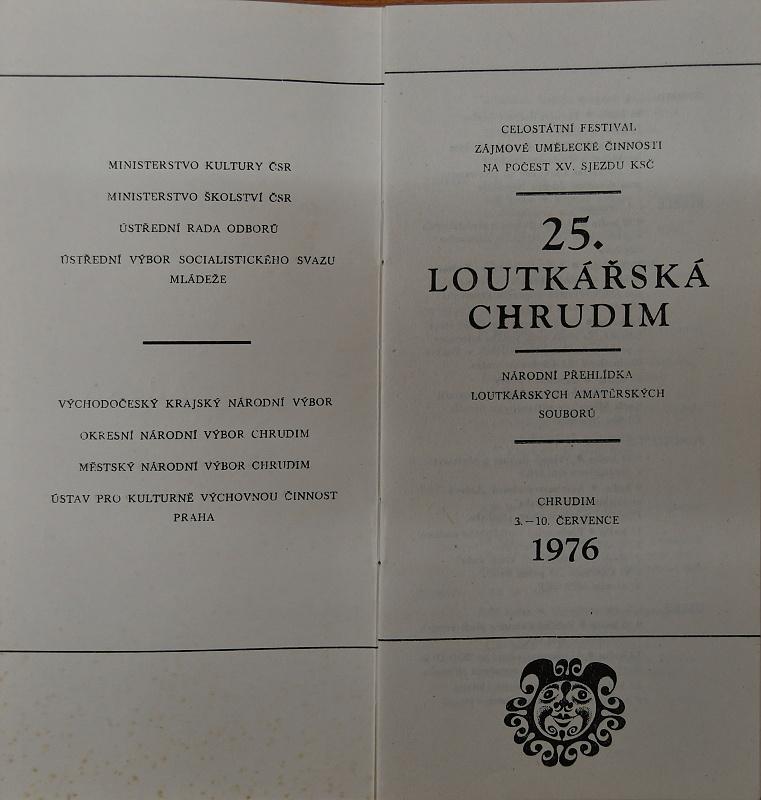 MINISTERSTVO KULTURY ČSR
MINISTERSTVO ŠKOLSTVÍ ČSR
ÚSTŘEDNÍ RADA ODBORŮ
ÚSTŘEDNÍ VÝBOR SOCIALISTICKÉHO SVAZU
MLÁDEŽE
VÝCHODOČESKÝ KRAJSKÝ NÁRODNÍ VÝBOR
OKRESNÍ NÁRODNÍ VÝBOR CHRUDIM
MĚSTSKÝ NÁRODNÍ VÝBOR CHRUDIM
ÚSTAV PRO KULTURNĚ VÝCHOVNOU ČINNOST
PRAHA
CELOSTÁTNÍ FESTIVAL
ZÁJMOVÉ UMĚLECKÉ ČINNOSTI
NA POČEST XV. SJEZDU KSČ
25.
LOUTKÁŘSKÁ
CHRUDIM
NÁRODNÍ PŘEHLÍDKA
LOUTKÁŘSKÝCH AMATÉRSKÝCH
SOUBORŮ
CHRUDIM
3.–10. ČERVENCE
1976